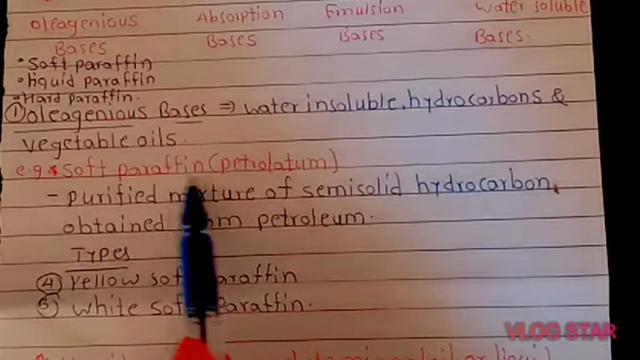 oleagenious Absorption Emulsion water soluble
Bases Bases Bases Bases.
• Soft paraffin
• liquid paraffin
• Hard paraffin.
① Oleagenious Bases ⇒ water insoluble, hydrocarbons &
vegetable oils.
e.g. * Soft paraffin (petrolatum)
- purified mixture of semisolid hydrocarbon,
obtained from petroleum.
Types
Yellow soft paraffin
white soft paraffin.
VLOG STAR